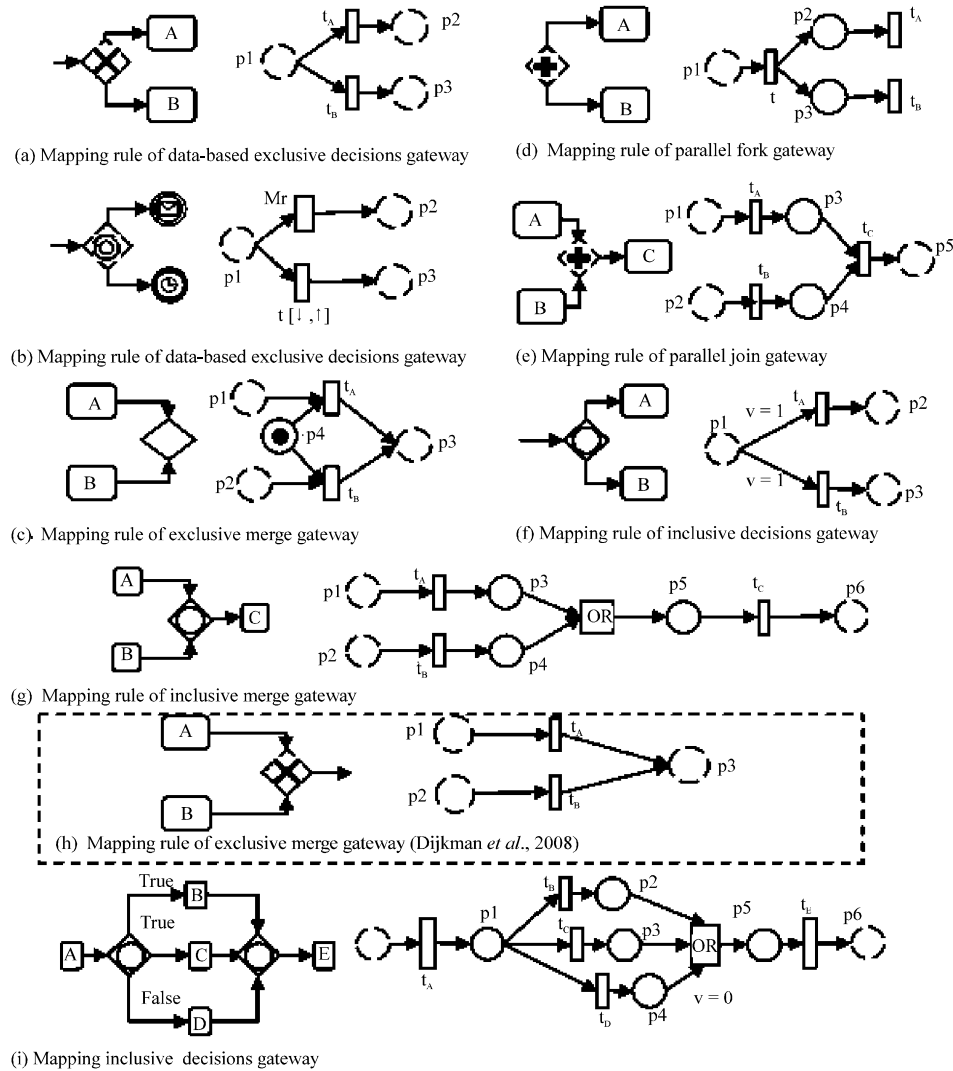 A
B
p1
tA
tB
p2
p3
(a) Mapping rule of data-based exclusive decisions gateway
A
B
p1
t
p2
p3
tA
tB
(d) Mapping rule of parallel fork gateway
Mr
p1
t [↓ ,↑]
p2
p3
(b) Mapping rule of data-based exclusive decisions gateway
A
B
C
p1
p2
tA
tB
p3
p4
tC
p5
(e) Mapping rule of parallel join gateway
A
B
p1
p2
p4
tA
tB
p3
(c). Mapping rule of exclusive merge gateway
A
B
p1
v = 1
v = 1
tA
tB
p2
p3
(f) Mapping rule of inclusive decisions gateway
A
B
C
p1
p2
tA
tB
p3
p4
OR
p5
tC
p6
(g) Mapping rule of inclusive merge gateway
A
B
p1
p2
tA
tB
p3
(h) Mapping rule of exclusive merge gateway (Dijkman et al., 2008)
True
True
False
A
B
C
D
E
tA
p1
tB
tC
tD
p2
p3
p4
OR
v = 0
p5
tE
p6
(i) Mapping inclusive decisions gateway